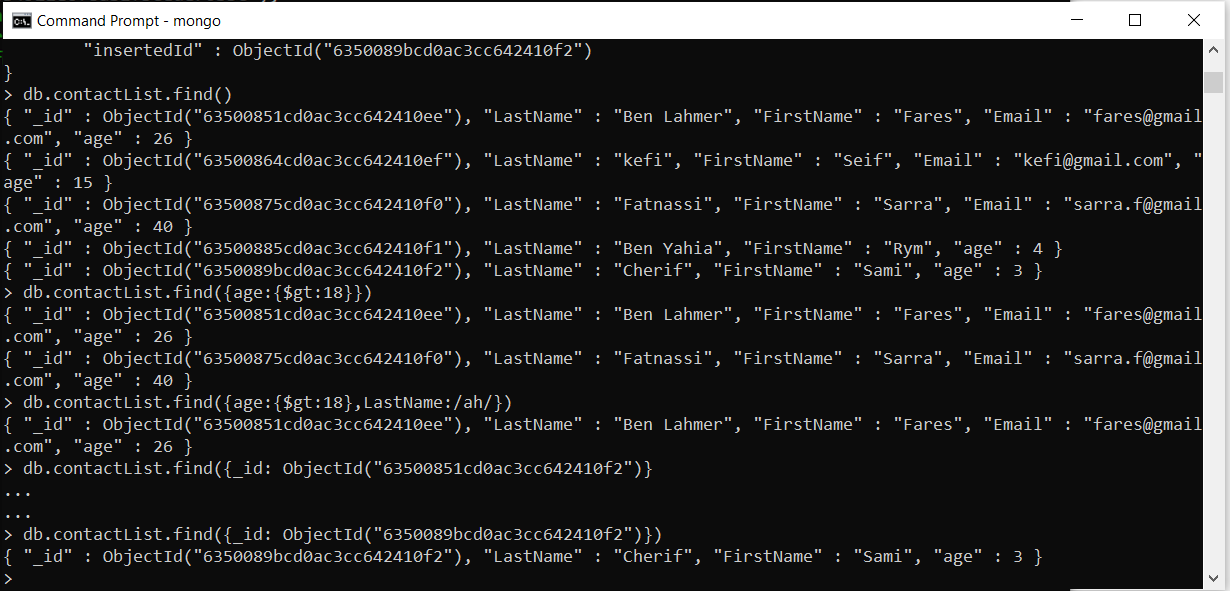 Command Prompt - mongo
"insertedId" : ObjectId("6350089bcd0ac3cc642410f2")
}
> db.contactList.find()
{ "_id" : ObjectId("63500851cd0ac3cc642410ee"), "LastName" : "Ben Lahmer", "FirstName" : "Fares", "Email" : "fares@gmail
.com", "age" : 26 }
{ "_id" : ObjectId("63500864cd0ac3cc642410ef"), "LastName" : "kefi", "FirstName" : "Seif", "Email" : "kefi@gmail.com", "
age" : 15 }
{ "_id" : ObjectId("63500875cd0ac3cc642410f0"), "LastName" : "Fatnassi", "FirstName" : "Sarra", "Email" : "sarra.f@gmail
.com", "age" : 40 }
{ "_id" : ObjectId("63500885cd0ac3cc642410f1"), "LastName" : "Ben Yahia", "FirstName" : "Rym", "age" : 4 }
{ "_id" : ObjectId("6350089bcd0ac3cc642410f2"), "LastName" : "Cherif", "FirstName" : "Sami", "age" : 3 }
> db.contactList.find({age:{$gt:18}})
{ "_id" : ObjectId("63500851cd0ac3cc642410ee"), "LastName" : "Ben Lahmer", "FirstName" : "Fares", "Email" : "fares@gmail
.com", "age" : 26 }
{ "_id" : ObjectId("63500875cd0ac3cc642410f0"), "LastName" : "Fatnassi", "FirstName" : "Sarra", "Email" : "sarra.f@gmail
.com", "age" : 40 }
> db.contactList.find({age:{$gt:18},LastName:/ah/})
{ "_id" : ObjectId("63500851cd0ac3cc642410ee"), "LastName" : "Ben Lahmer", "FirstName" : "Fares", "Email" : "fares@gmail
.com", "age" : 26 }
> db.contactList.find({_id: ObjectId("63500851cd0ac3cc642410f2")}
...
...
> db.contactList.find({_id: ObjectId("6350089bcd0ac3cc642410f2")})
{ "_id" : ObjectId("6350089bcd0ac3cc642410f2"), "LastName" : "Cherif", "FirstName" : "Sami", "age" : 3 }
>